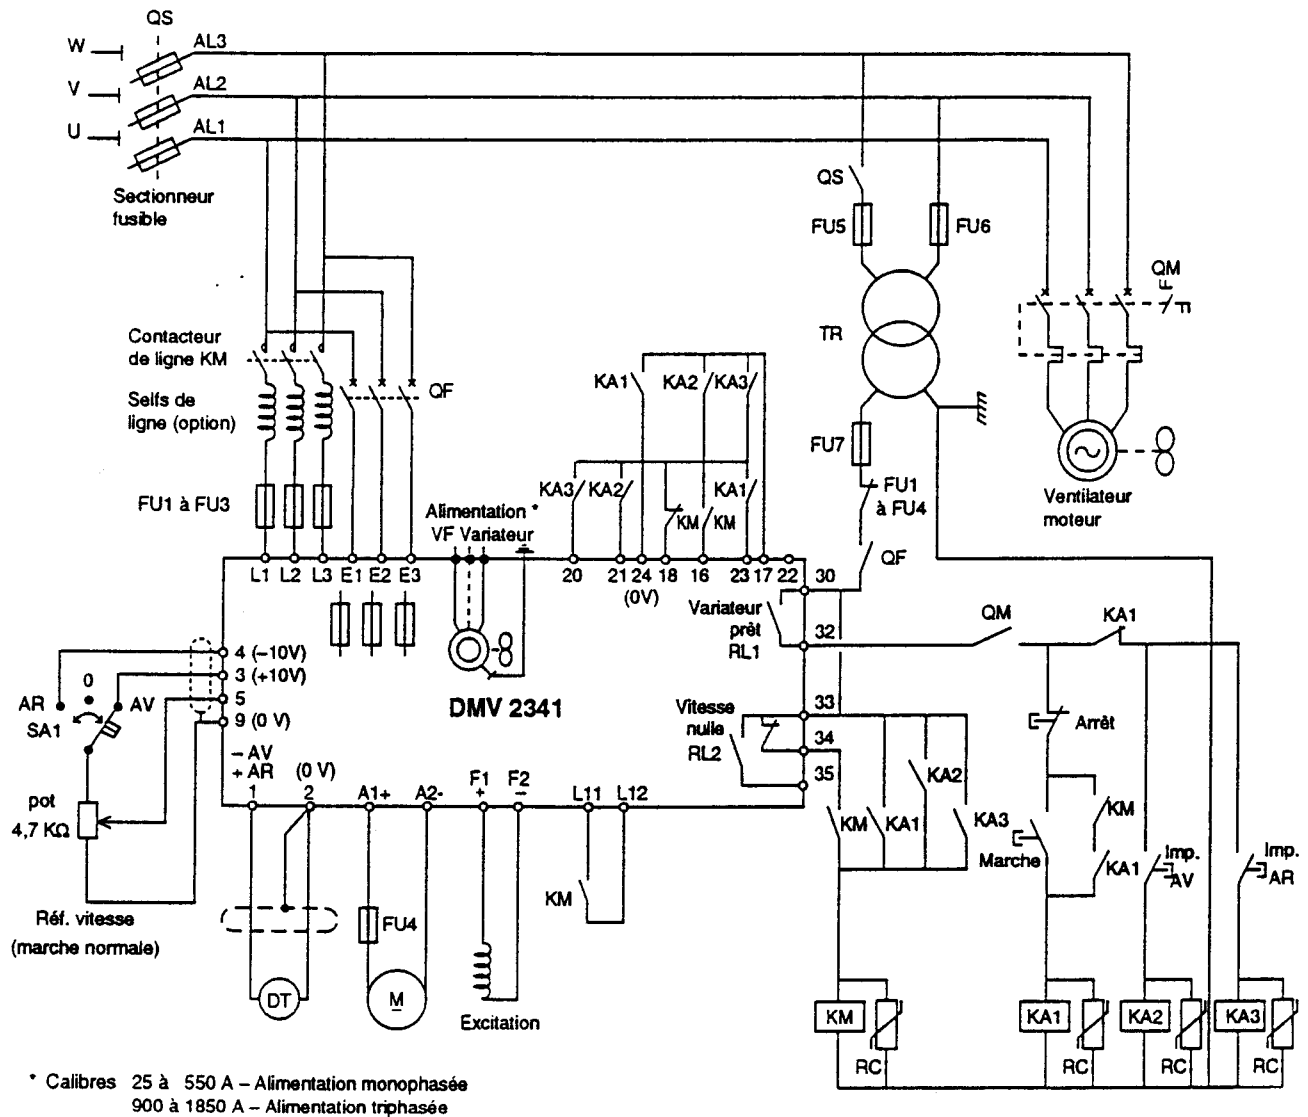 QS
W
AL3
V
AL2
U
AL1
Sectionneur
fusible
QS
FU5
FU6
QM
TR
Contacteur
de ligne KM
Selfs de
ligne (option)
QF
KA1
KA2
KA3
FU7
FU1
à FU4
QF
Ventilateur
moteur
FU1 à FU3
Alimentation *
VF Variateur
KA3
KA2
KM
KM
KA1
L1 L2 L3 E1 E2 E3
20 21 24 18 16 23 17 22
(0V)
30
Variateur
prêt
RL1
32
QM
KA1
4 (–10V)
3 (+10V)
5
9 (0 V)
AR
0
AV
SA1
DMV 2341
Vitesse
nulle
RL2
33
34
35
Arrêt
– AV
+ AR
(0 V)
1
2
A1+
A2-
F1
+
F2
–
L11
L12
pot
4,7 KΩ
KM
KA1
KA2
KA3
Marche
KM
KA1
Imp.
AV
Imp.
AR
Réf. vitesse
(marche normale)
FU4
KM
DT
M
Excitation
KM
RC
KA1
RC
KA2
RC
KA3
RC
* Calibres 25 à 550 A – Alimentation monophasée
900 à 1850 A – Alimentation triphasée